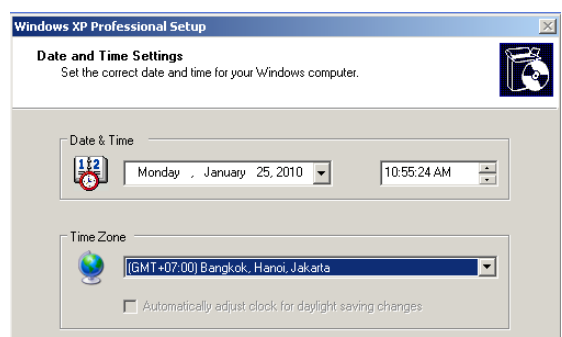 Windows XP Professional Setup
Date and Time Settings
Set the correct date and time for your Windows computer.
Date & Time
Monday , January 25, 2010 10:55:24 AM
Time Zone
(GMT+07:00) Bangkok, Hanoi, Jakarta
Automatically adjust clock for daylight saving changes